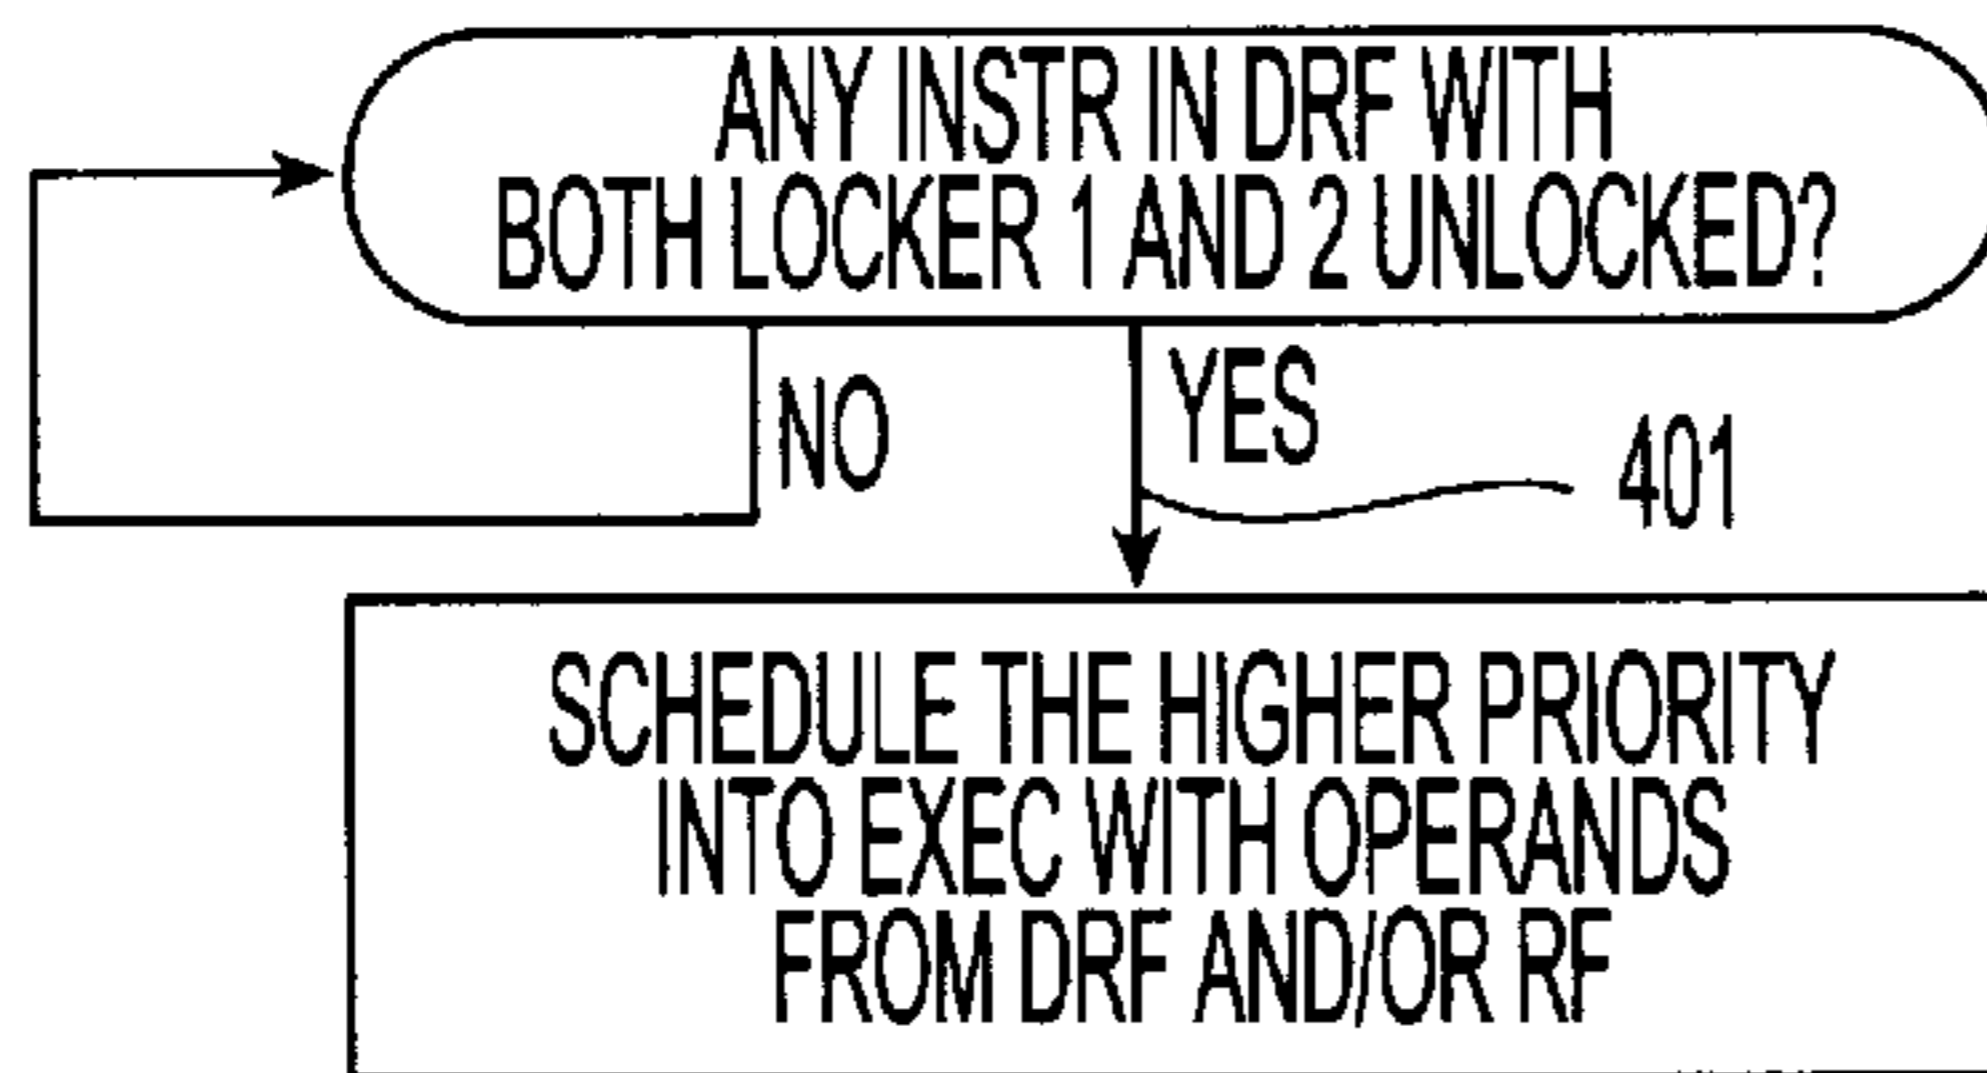 ANY INSTR IN DRF WITH
BOTH LOCKER 1 AND 2 UNLOCKED?
NO
YES
401
SCHEDULE THE HIGHER PRIORITY
INTO EXEC WITH OPERANDS
FROM DRF AND/OR RF